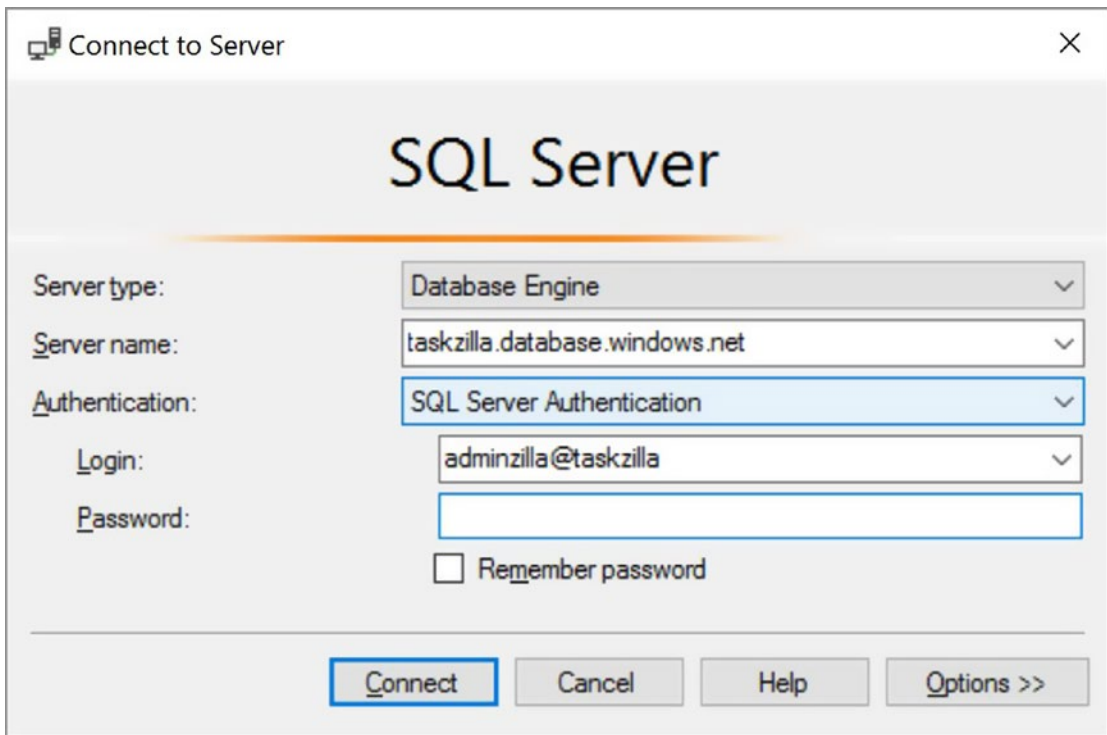 Connect to Server
SQL Server
Server type: Database Engine
Server name: taskzilla.database.windows.net
Authentication: SQL Server Authentication
Login: adminzilla@taskzilla
Password:
Remember password
Connect Cancel Help Options >>